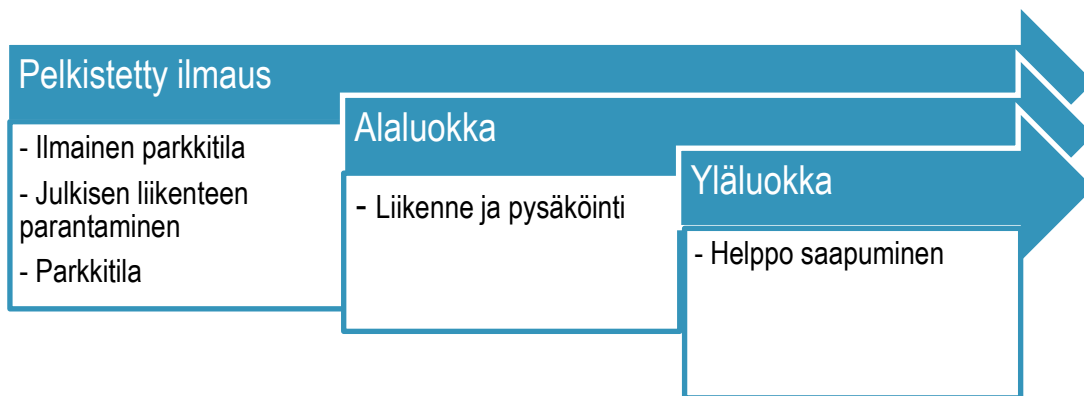 Pelkistetty ilmaus
- Ilmainen parkkitila
- Julkisen liikenteen
parantaminen
- Parkkitila
Alaluokka
- Liikenne ja pysäköinti
Yläluokka
- Helppo saapuminen